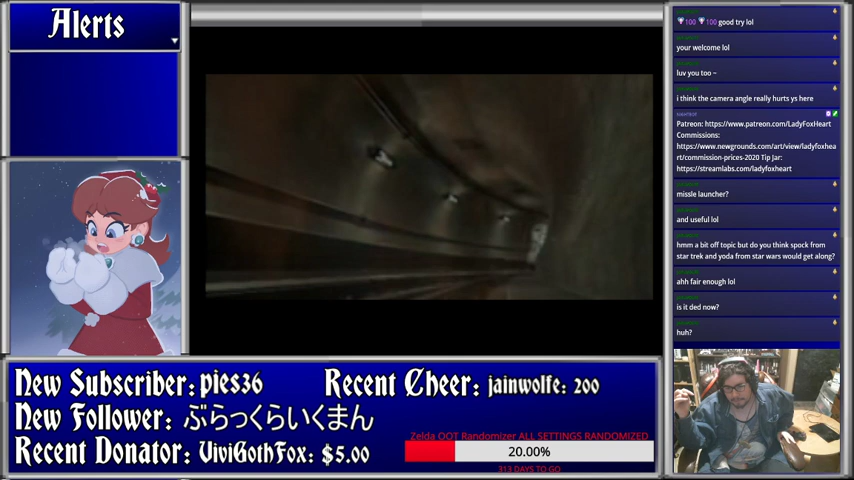 Alerts
100 100 good try lol
your welcome lol
luv you too ~
i think the camera angle really hurts ys here
Patreon: https://www.patreon.com/LadyFoxHeart
Commissions:
https://www.newgrounds.com/art/view/ladyfoxhea
rt/commission-prices-2020 Tip Jar:
https://streamlabs.com/ladyfoxheart
missle launcher?
and useful lol
hmm a bit off topic but do you think spock from
star trek and yoda from star wars would get along?
ahh fair enough lol
is it ded now?
huh?
New Subscriber: pies36
Recent Cheer: jainwolfe: 200
New Follower: ぶらっくらいくまん
Recent Donator: ViviGothFox: $5.00
Zelda OOT Randomizer ALL SETTINGS RANDOMIZED
20.00%
313 DAYS TO GO